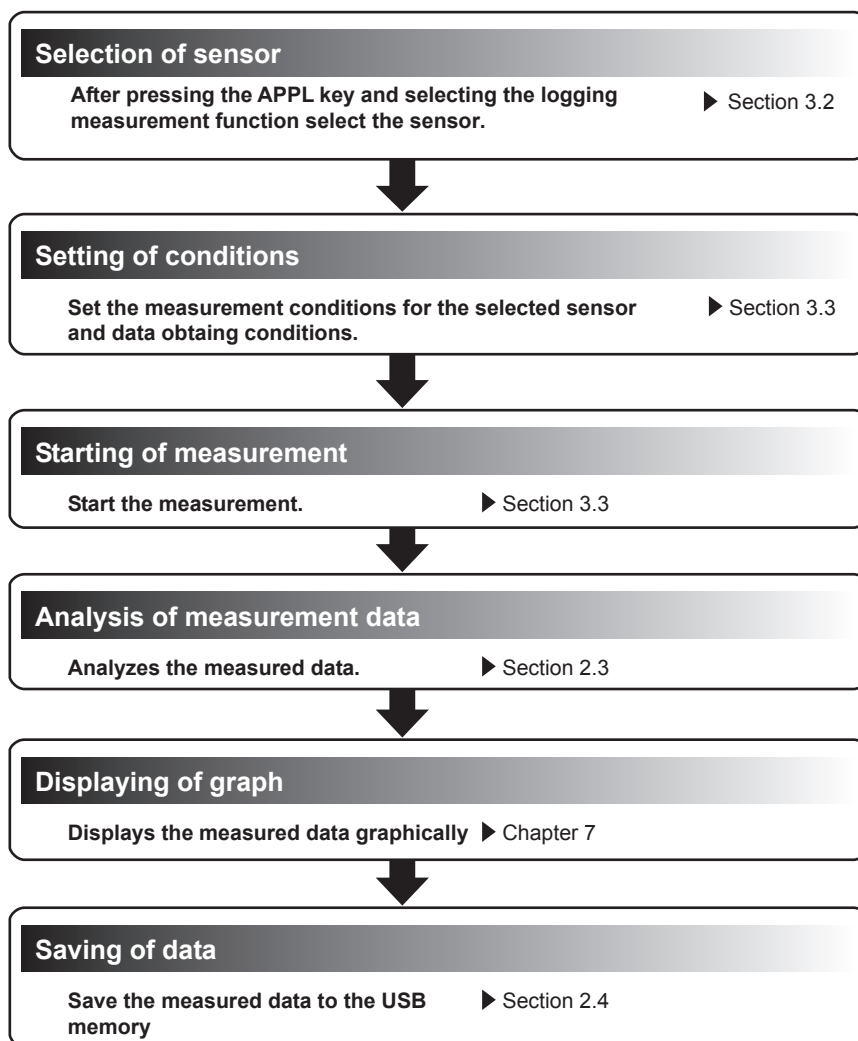 Selection of sensor
After pressing the APPL key and selecting the logging
measurement function select the sensor.
▶ Section 3.2
Setting of conditions
Set the measurement conditions for the selected sensor
and data obtaing conditions.
▶ Section 3.3
Starting of measurement
Start the measurement.
▶ Section 3.3
Analysis of measurement data
Analyzes the measured data.
▶ Section 2.3
Displaying of graph
Displays the measured data graphically
▶ Chapter 7
Saving of data
Save the measured data to the USB
memory
▶ Section 2.4